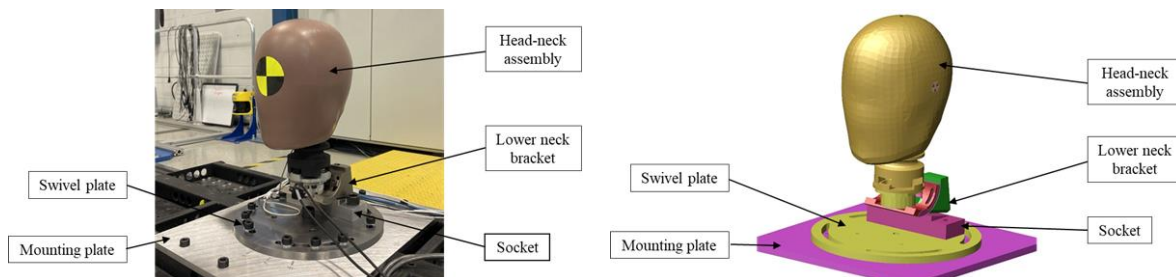 Head-neck
assembly
Lower neck
bracket
Swivel plate
Mounting plate
Socket
Head-neck
assembly
Lower neck
bracket
Swivel plate
Mounting plate
Socket